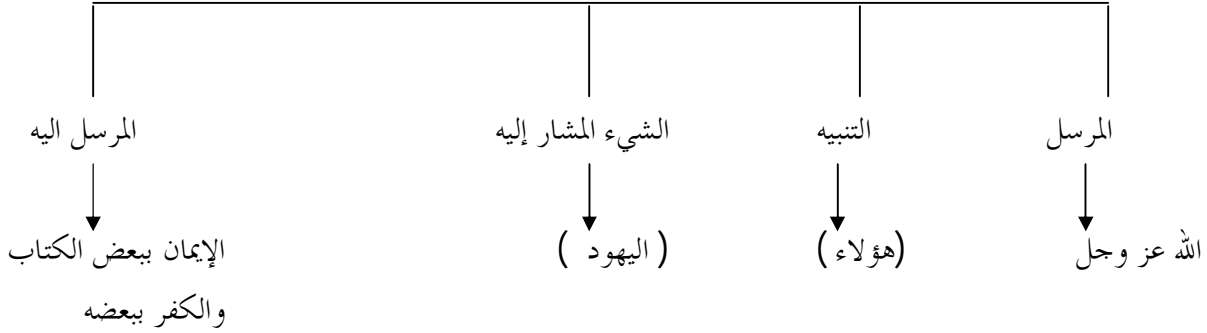 المرسل التنبيه الشيء المشار إليه المرسل اليه
الله عز وجل (هؤلاء) ( اليهود ) الإيمان ببعض الكتاب
والكفر ببعضه